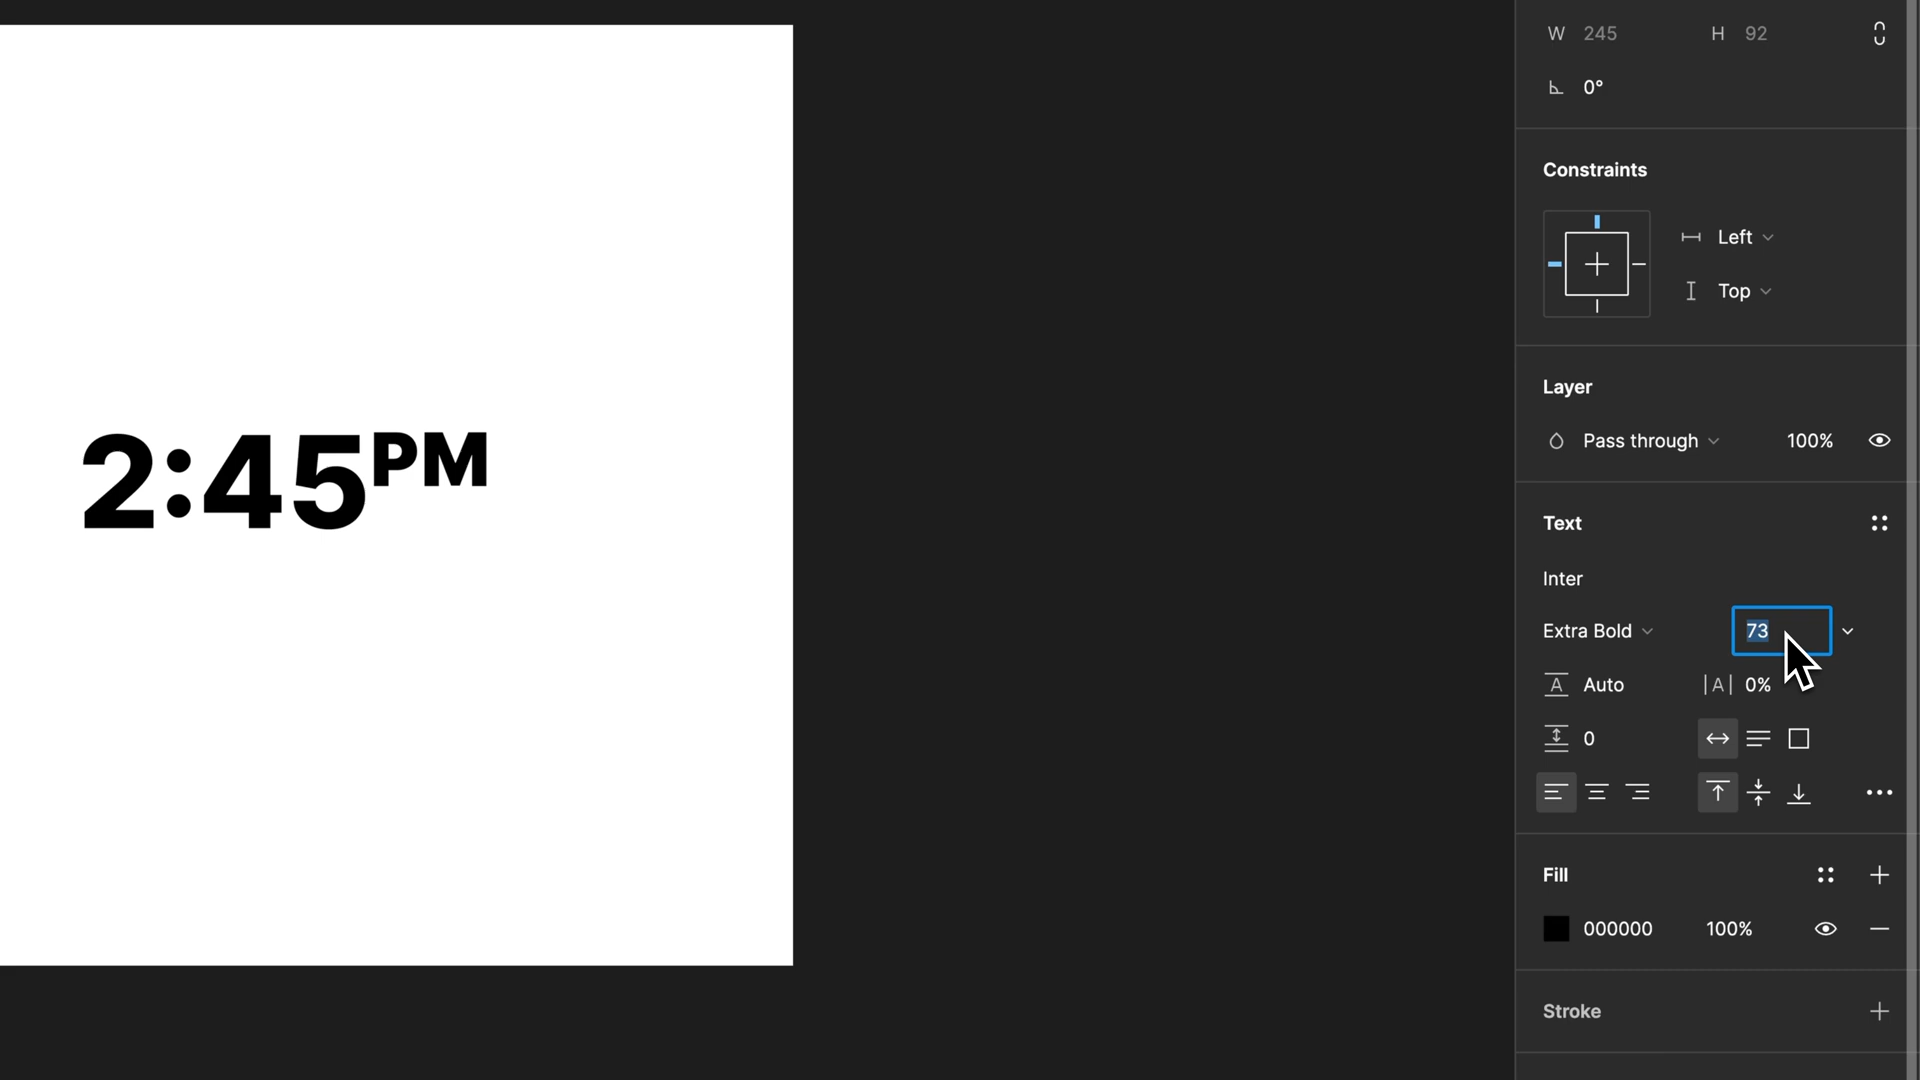 2:45PM
W 245 H 92
0°
Constraints
Left
Top
Layer
Pass through 100%
Text
Inter
Extra Bold 73
Auto 0%
0
Fill
000000 100%
Stroke